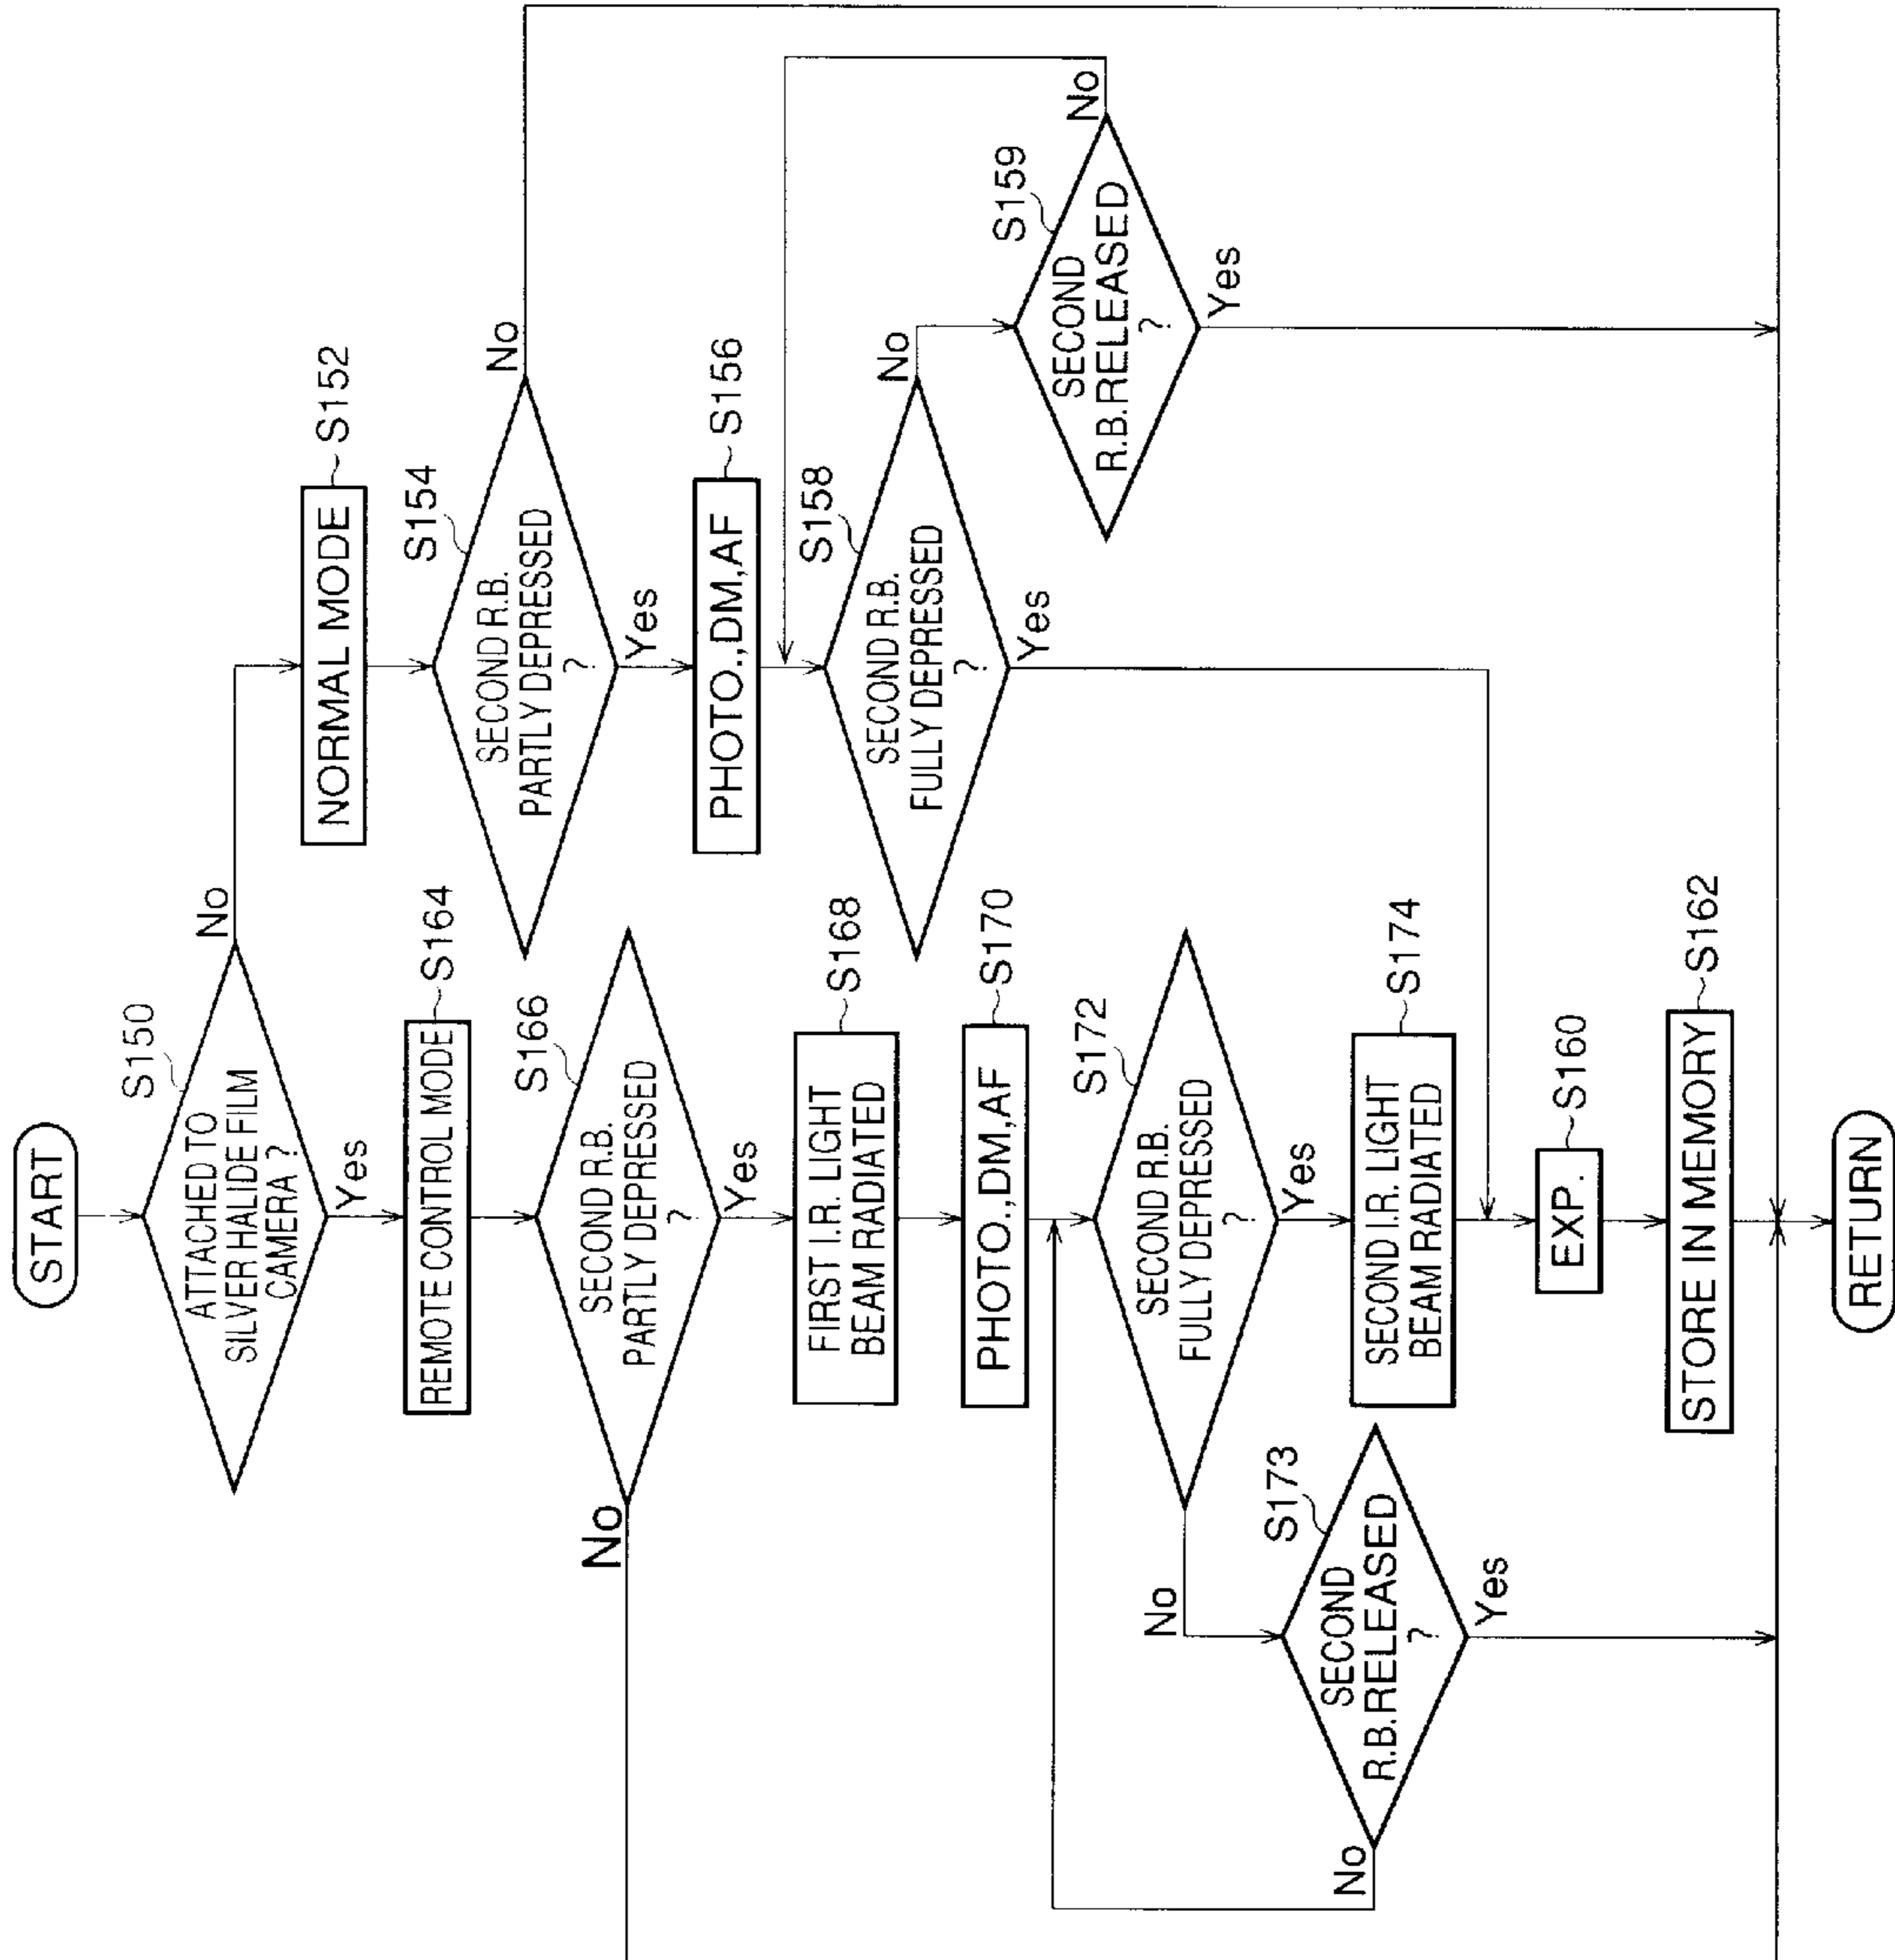 START
S150
ATTACHED TO
SILVER HALIDE FILM
CAMERA ?
No
Yes
NORMAL MODE
S152
REMOTE CONTROL MODE
S164
S154
SECOND R.B.
PARTLY DEPRESSED
?
No
Yes
S166
SECOND R.B.
PARTLY DEPRESSED
?
No
Yes
PHOTO.,DM,AF
S156
FIRST I.R. LIGHT
BEAM RADIATED
S168
S158
SECOND R.B.
FULLY DEPRESSED
?
No
Yes
PHOTO.,DM,AF
S170
S159
SECOND
R.B.RELEASED
?
No
Yes
S172
SECOND R.B.
FULLY DEPRESSED
?
No
Yes
S173
SECOND
R.B.RELEASED
?
No
Yes
SECOND I.R. LIGHT
BEAM RADIATED
S174
EXP.
S160
STORE IN MEMORY
S162
RETURN